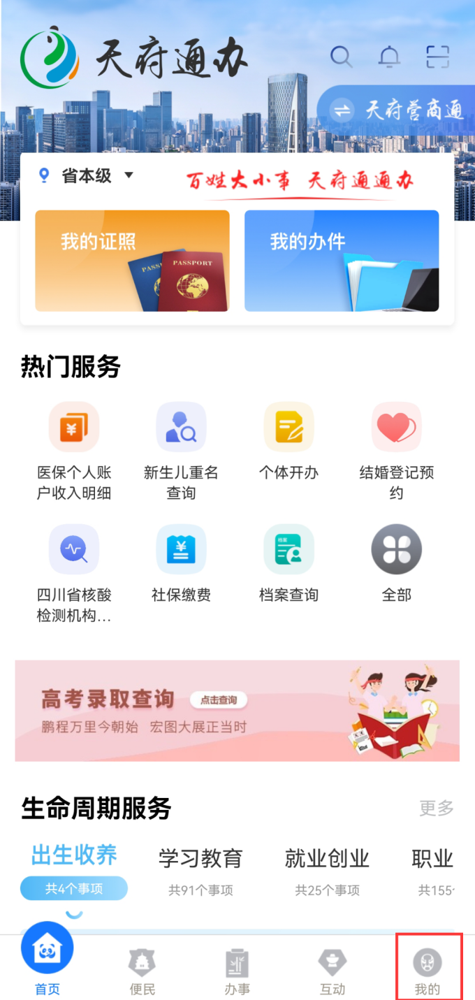 天府通办
天府营商通
省本级
百姓大小事 天府通通办
我的证照
我的办件
PASSPORT
热门服务
医保个人账
户收入明细
新生儿重名
查询
个体开办
结婚登记预
约
四川省核酸
检测机构...
社保缴费
档案
档案查询
全部
高考录取查询
点击查询
鹏程万里今朝始 宏图大展正当时
生命周期服务
更多
出生收养
学习教育
就业创业
职业
共4个事项
共91个事项
共25个事项
共155
首页
便民
办事
互动
我的